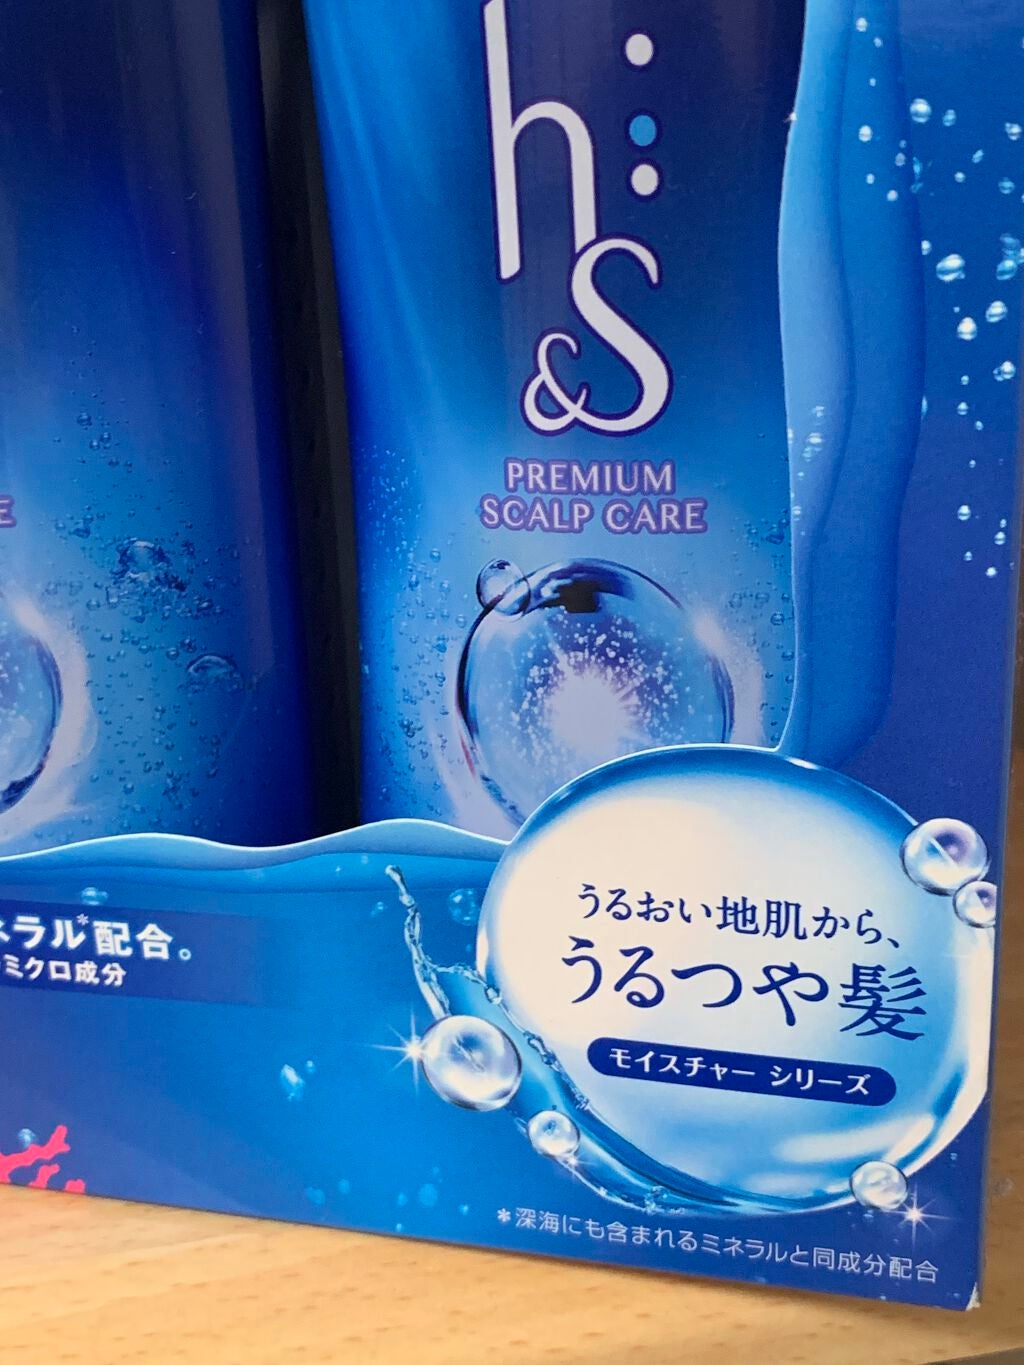 h&S
PREMIUM
SCALP CARE
ネラル*配合。
ミクロ成分
うるおい地肌から、
うるつや髪
モイスチャー シリーズ
*深海にも含まれるミネラルと同成分配合